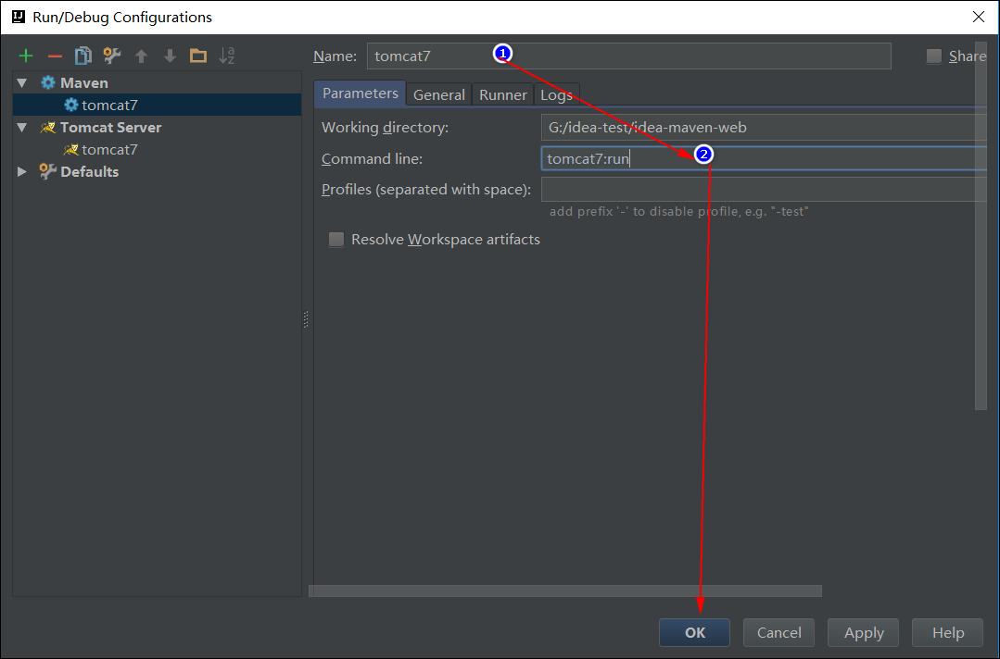 Run/Debug Configurations
Name: tomcat7
Share
1
Maven
tomcat7
Tomcat Server
tomcat7
Defaults
Parameters General Runner Logs
Working directory: G:/idea-test/idea-maven-web
Command line: tomcat7:run
2
Profiles (separated with space):
add prefix '-' to disable profile, e.g. "-test"
Resolve Workspace artifacts
OK Cancel Apply Help